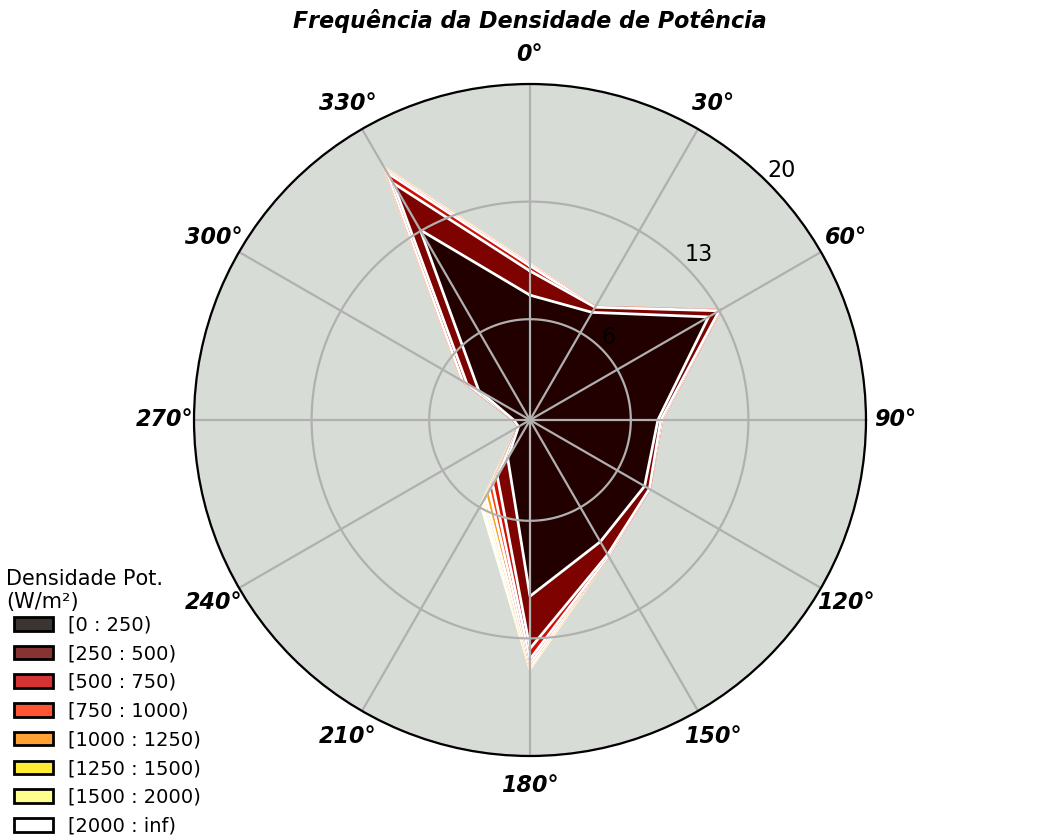 Frequência da Densidade de Potência
0°
330°
30°
20
300°
60°
13
6
270°
90°
Densidade Pot.
(W/m²)
240°
120°
[0 : 250)
[250 : 500)
[500 : 750)
[750 : 1000)
[1000 : 1250)
[1250 : 1500)
[1500 : 2000)
[2000 : inf)
210°
150°
180°